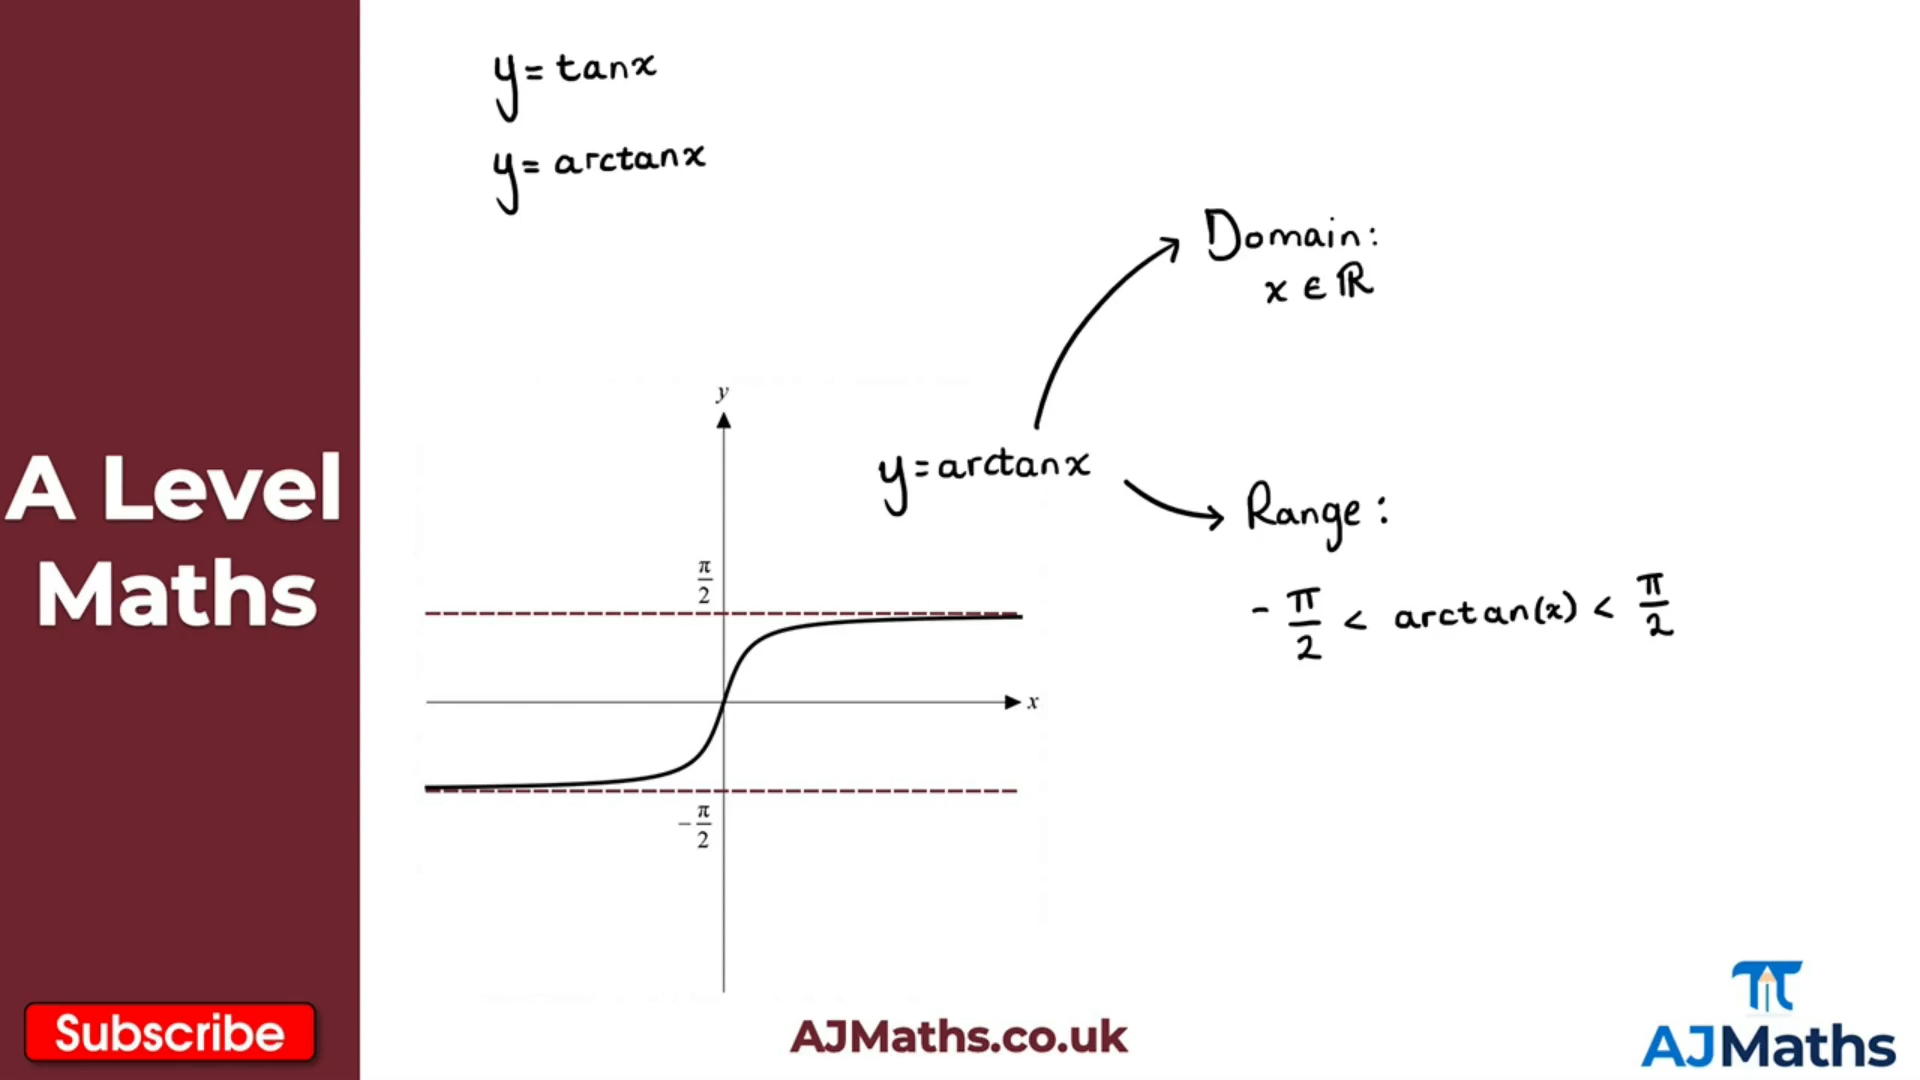 A Level
Maths
Subscribe
y = tanx
y = arctanx
Domain:
x ∈ ℝ
y = arctanx
Range:
-π/2 < arctan(x) < π/2
y
π/2
x
-π/2
AJMaths.co.uk
AJMaths